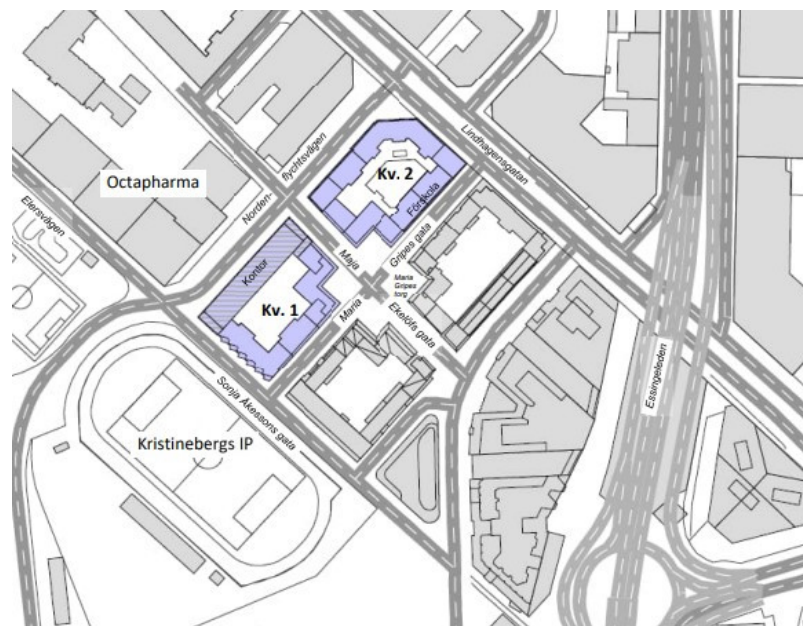 Lindhagensgatan
Norden-
flychtsvägen
Kv. 2
Octapharma
Förskola
Elersvägen
Gripes gata
Maja
Kontor
Maria
Gripes
torg
Kv. 1
Maria
Ekelöfs gata
Essingeleden
Sonja Åkessons gata
Kristinebergs IP